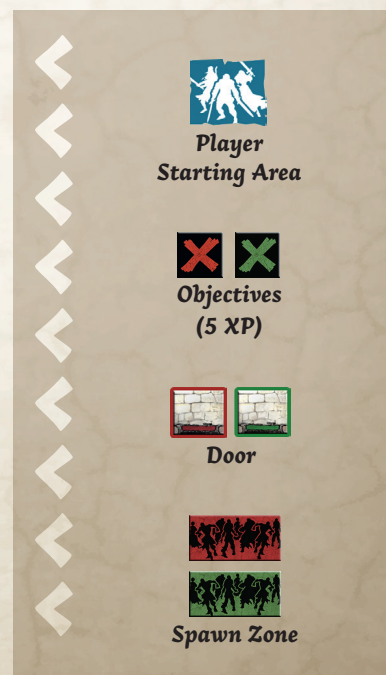 Player
Starting Area
Objectives
(5 XP)
Door
Spawn Zone